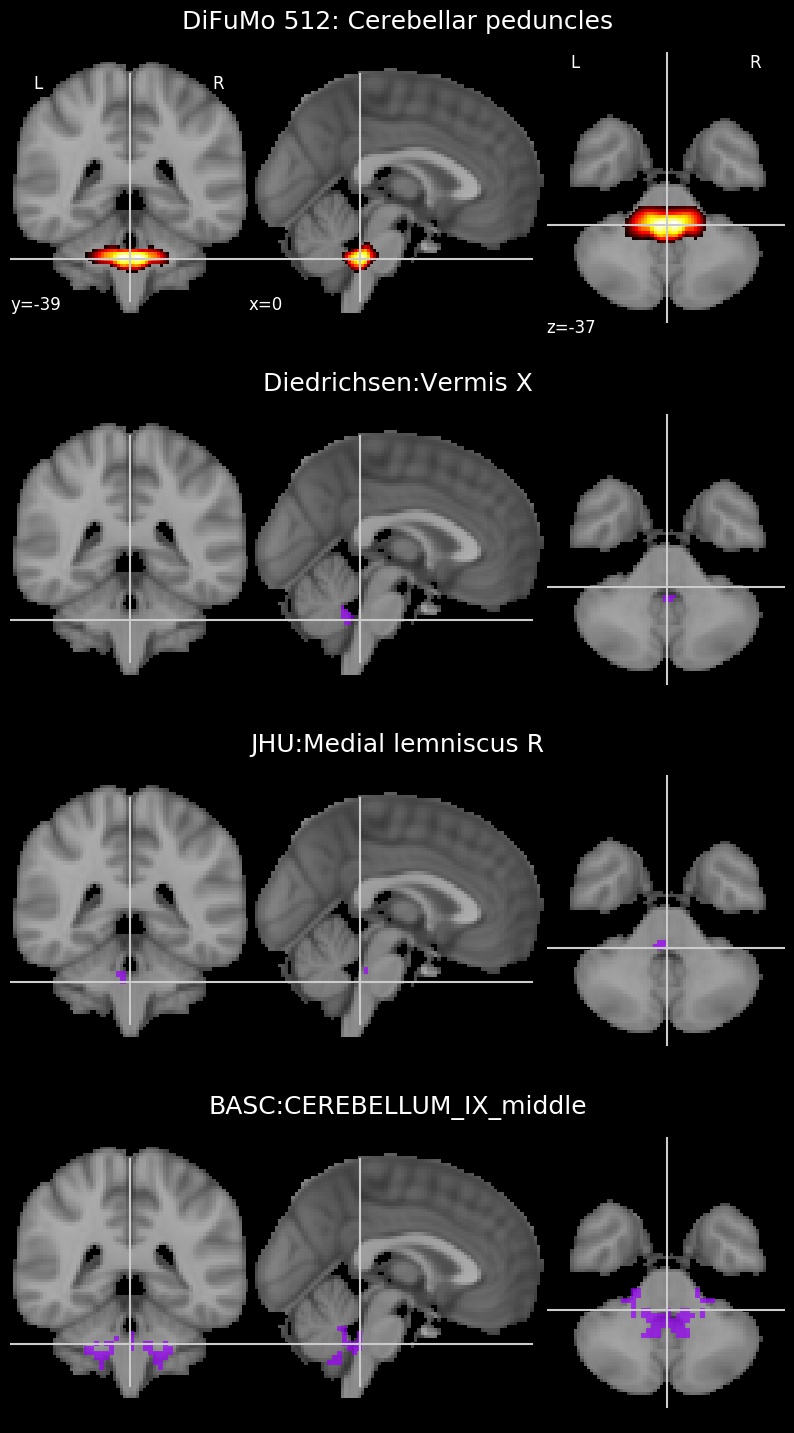 DiFuMo 512: Cerebellar peduncles
L R L R
y=-39 x=0 z=-37
Diedrichsen:Vermis X
JHU:Medial lemniscus R
BASC:CEREBELLUM_IX_middle